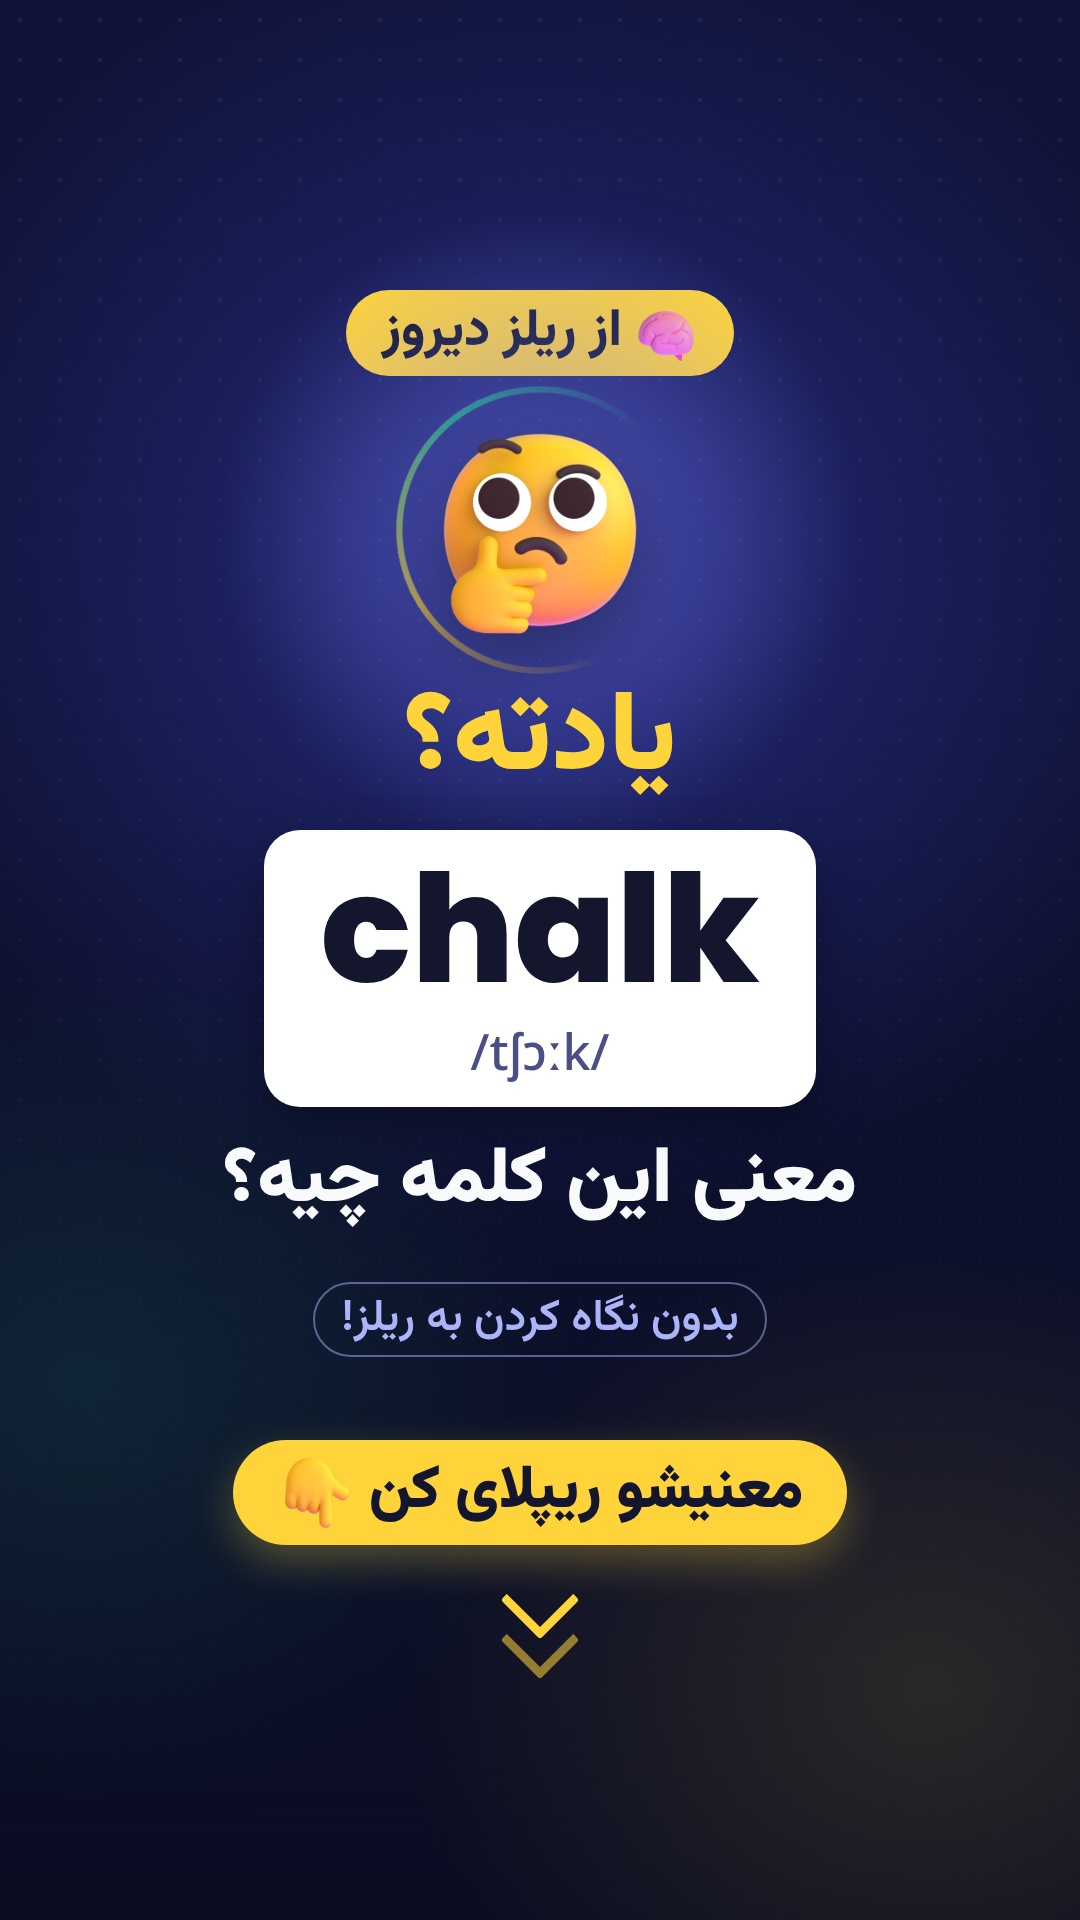 از ریلز دیروز
یادته؟
chalk
/tʃɔːk/
معنی این کلمه چیه؟
بدون نگاه کردن به ریلز!
معنیشو ریپلای کن